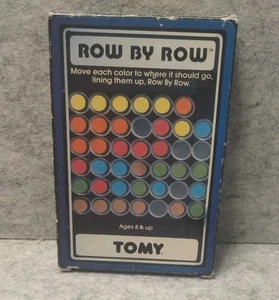 ROW BY ROW™
Move each color to where it should go,
lining them up, Row By Row.
Ages 8 & up
TOMY®